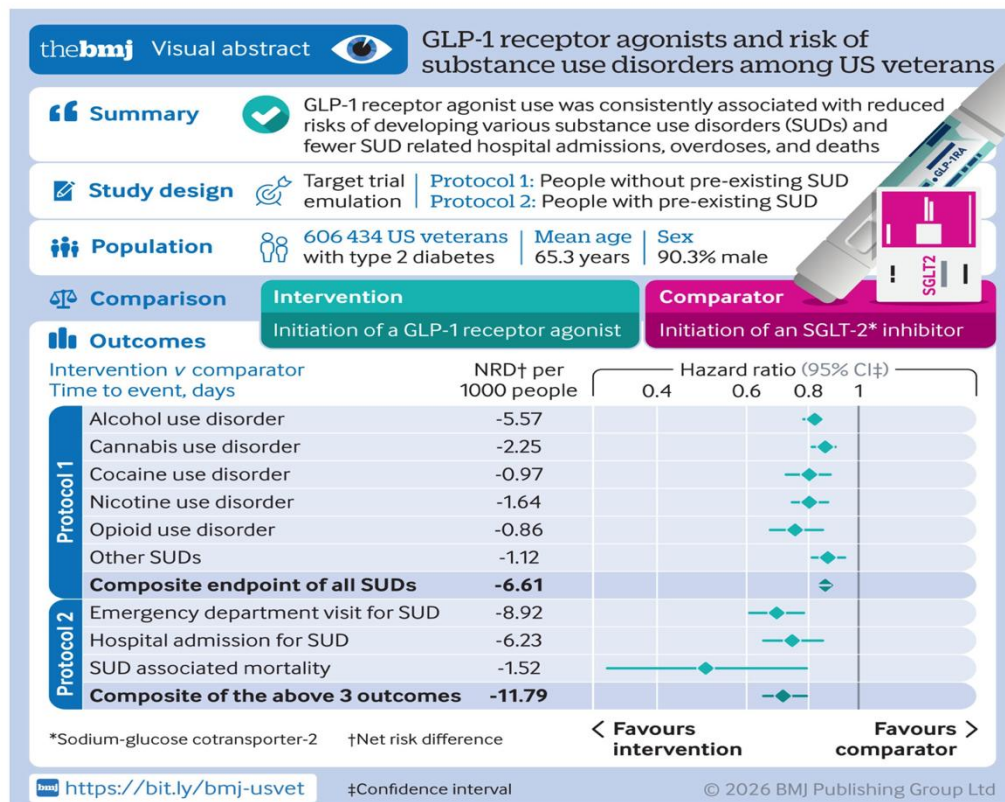 thebmj Visual abstract
GLP-1 receptor agonists and risk of
substance use disorders among US veterans
Summary
GLP-1 receptor agonist use was consistently associated with reduced
risks of developing various substance use disorders (SUDs) and
fewer SUD related hospital admissions, overdoses, and deaths
GLP-1RA
Study design
Target trial
emulation
Protocol 1: People without pre-existing SUD
Protocol 2: People with pre-existing SUD
Population
606 434 US veterans
with type 2 diabetes
Mean age
65.3 years
Sex
90.3% male
SGLT2
Comparison
Intervention
Initiation of a GLP-1 receptor agonist
Comparator
Initiation of an SGLT-2* inhibitor
Outcomes
Intervention v comparator
Time to event, days
NRD† per
1000 people
Hazard ratio (95% CI‡)
0.4 0.6 0.8 1
Protocol 1
Alcohol use disorder -5.57
Cannabis use disorder -2.25
Cocaine use disorder -0.97
Nicotine use disorder -1.64
Opioid use disorder -0.86
Other SUDs -1.12
Composite endpoint of all SUDs -6.61
Protocol 2
Emergency department visit for SUD -8.92
Hospital admission for SUD -6.23
SUD associated mortality -1.52
Composite of the above 3 outcomes -11.79
< Favours
intervention
Favours >
comparator
*Sodium-glucose cotransporter-2 †Net risk difference
bmj https://bit.ly/bmj-usvet ‡Confidence interval © 2026 BMJ Publishing Group Ltd